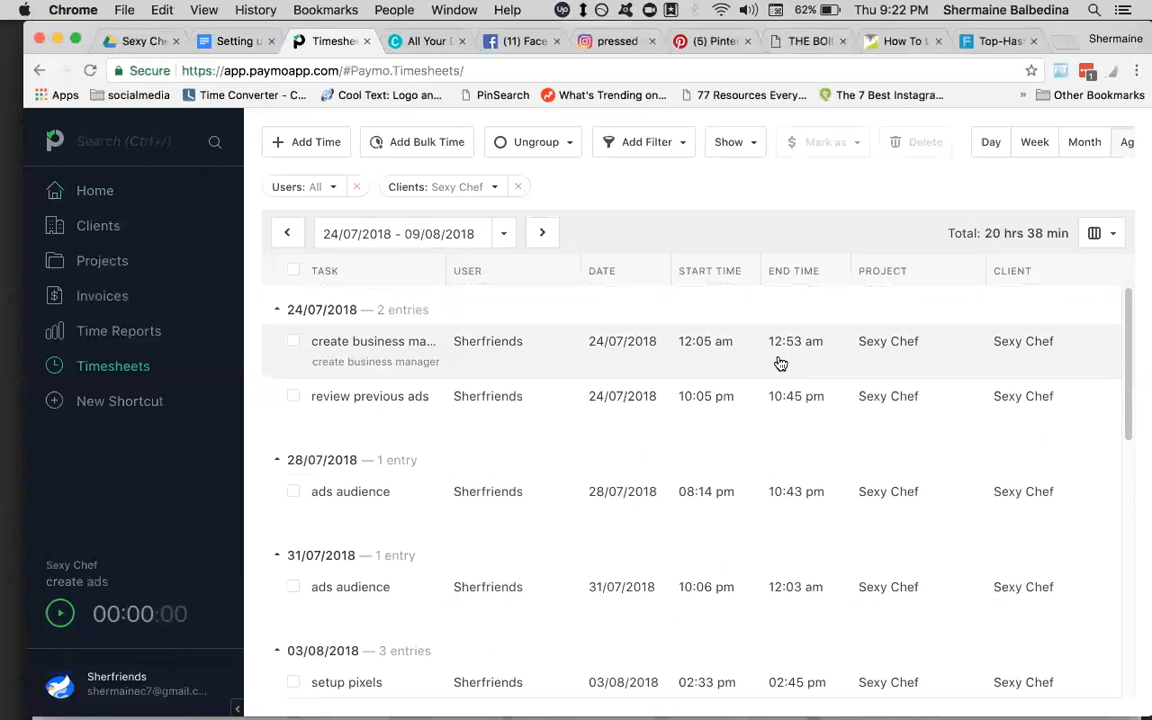 Chrome File Edit View History Bookmarks People Window Help 62% Thu 9:22 PM Shermaine Balbedina
Sexy Che Setting u Timeshe All Your D (11) Face pressed (5) Pinter THE BOI How To L Top-Has Shermaine
Secure https://app.paymoapp.com/#Paymo.Timesheets/
Apps socialmedia Time Converter - C... Cool Text: Logo an... PinSearch What's Trending on... 77 Resources Every... The 7 Best Instagra... » Other Bookmarks
Search (Ctrl+/)
Home
Clients
Projects
Invoices
Time Reports
Timesheets
New Shortcut
Sexy Chef
create ads
00:00:00
Sherfriends
shermainec7@gmail.c...
Add Time Add Bulk Time Ungroup Add Filter Show $ Mark as Delete Day Week Month Ag
Users: All × Clients: Sexy Chef ×
24/07/2018 - 09/08/2018 Total: 20 hrs 38 min
TASK USER DATE START TIME END TIME PROJECT CLIENT
24/07/2018 — 2 entries
create business ma... Sherfriends 24/07/2018 12:05 am 12:53 am Sexy Chef Sexy Chef
create business manager
review previous ads Sherfriends 24/07/2018 10:05 pm 10:45 pm Sexy Chef Sexy Chef
28/07/2018 — 1 entry
ads audience Sherfriends 28/07/2018 08:14 pm 10:43 pm Sexy Chef Sexy Chef
31/07/2018 — 1 entry
ads audience Sherfriends 31/07/2018 10:06 pm 12:03 am Sexy Chef Sexy Chef
03/08/2018 — 3 entries
setup pixels Sherfriends 03/08/2018 02:33 pm 02:45 pm Sexy Chef Sexy Chef